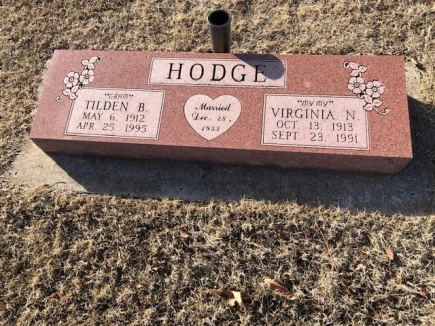 HODGE
"GRAM"
TILDEN B.
MAY 6, 1912
APR. 25 1995
Married
Dec. 28,
1933
"MY MY"
VIRGINIA N.
OCT. 13, 1913
SEPT. 23, 1991